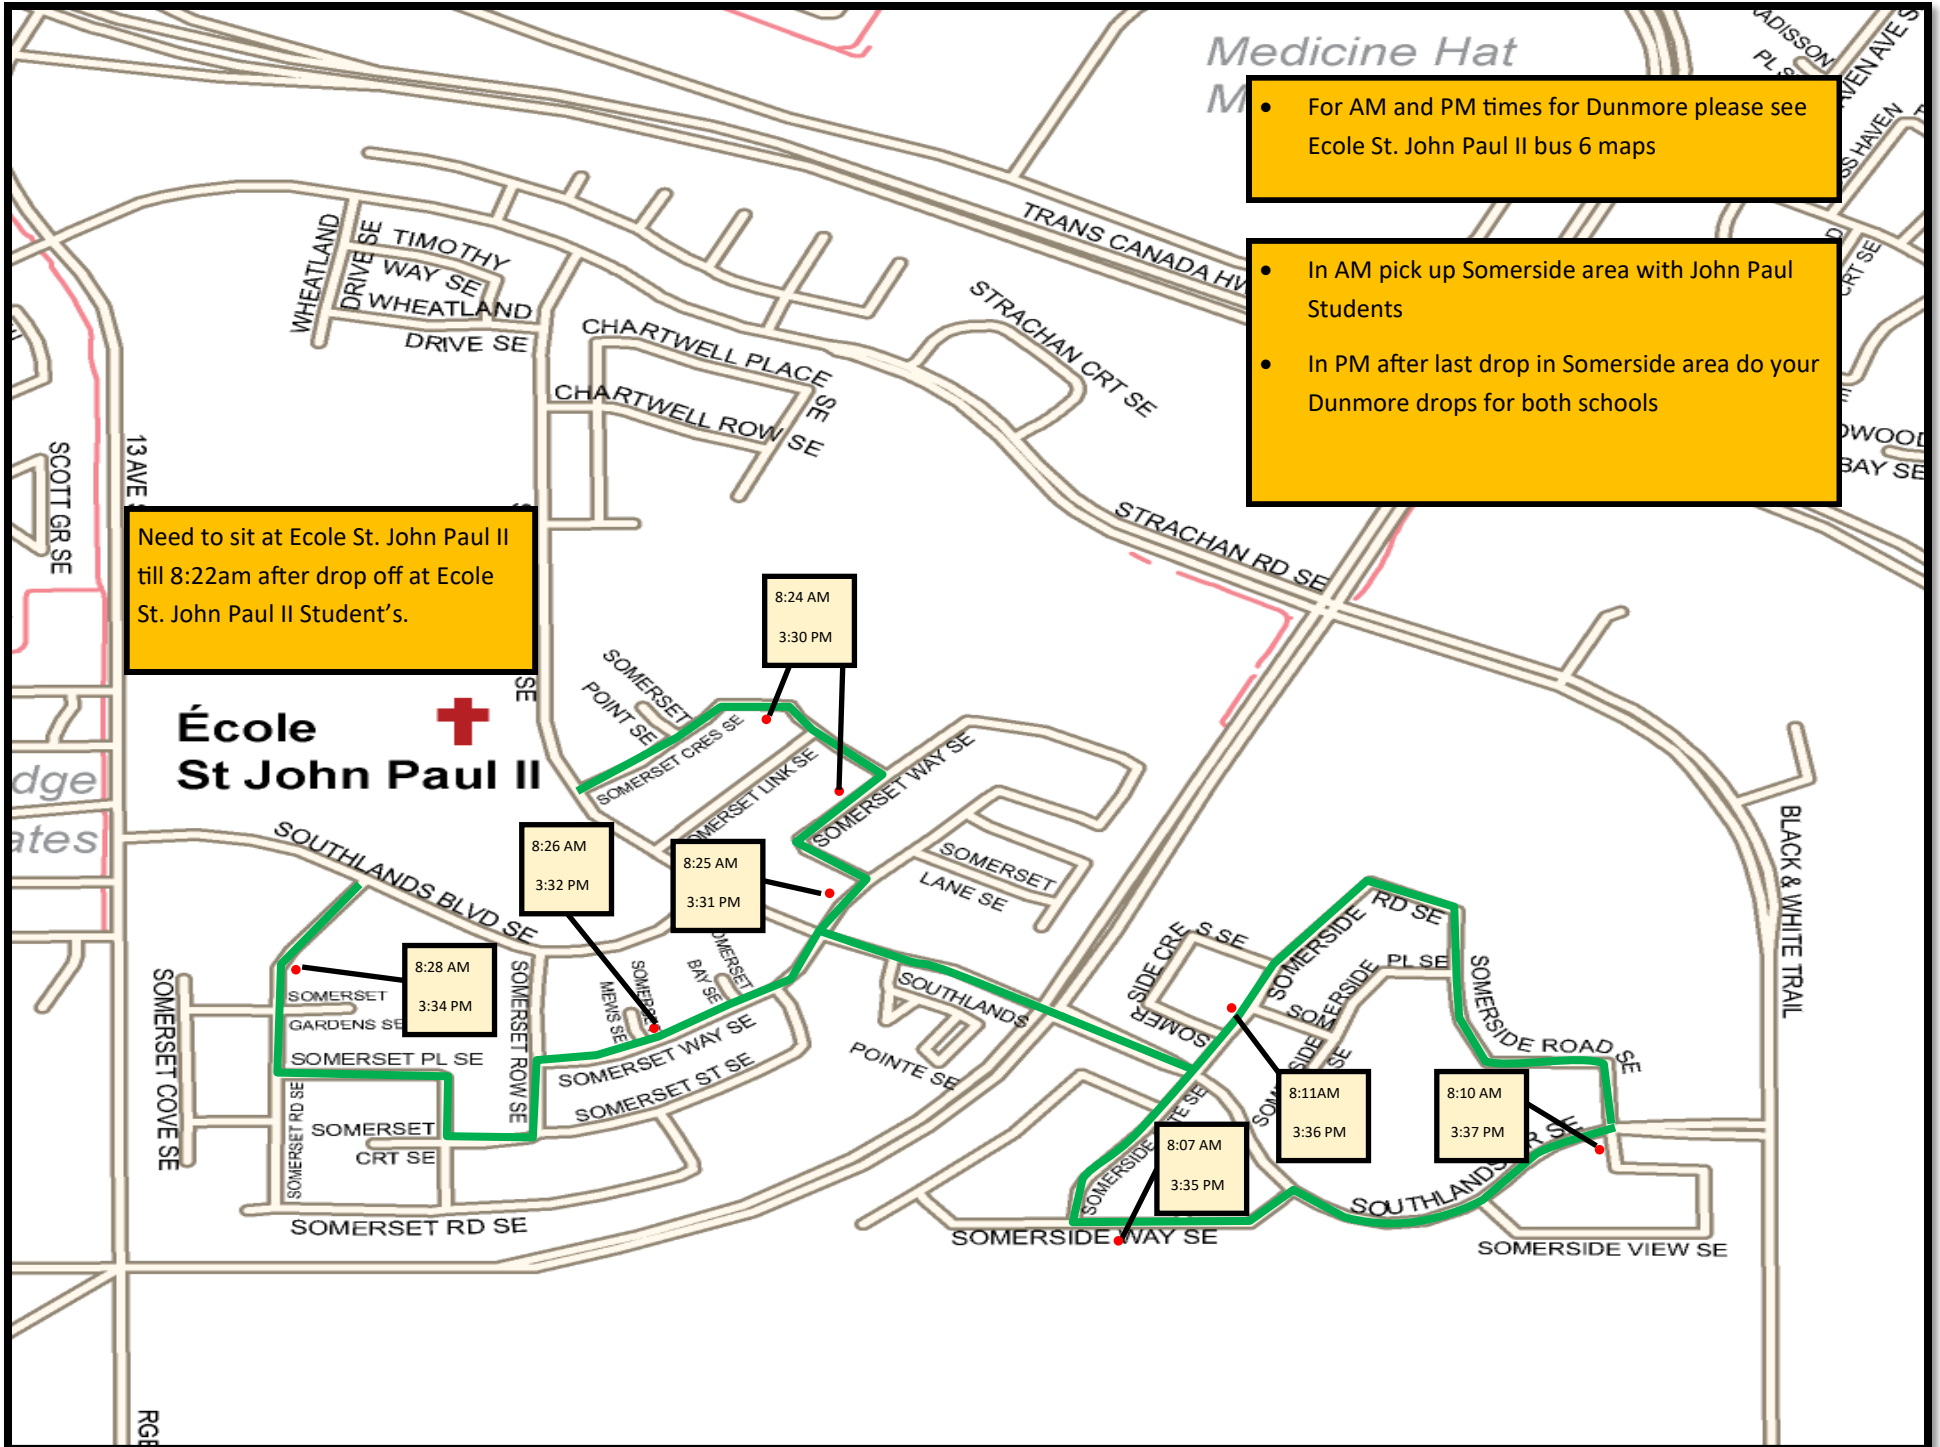 Medicine Hat
• For AM and PM times for Dunmore please see
Ecole St. John Paul II bus 6 maps
• In AM pick up Somerside area with John Paul
Students
• In PM after last drop in Somerside area do your
Dunmore drops for both schools
TRANS CANADA
WHEATLAND
DRIVE SE
TIMOTHY
WAY SE
WHEATLAND
DRIVE SE
CHARTWELL PLACE
SE
CHARTWELL ROW SE
STRACHAN CRT SE
STRACHAN RD SE
SCOTT GR SE
13 AVE
BAY SE
CRT SE
Need to sit at Ecole St. John Paul II
till 8:22am after drop off at Ecole
St. John Paul II Student's.
SE
École
St John Paul II
8:24 AM
3:30 PM
SOMERSET
POINT SE
SOMERSET CRES SE
SOMERSET LINK SE
SOMERSET WAY SE
SOUTHLANDS BLVD SE
8:26 AM
3:32 PM
8:25 AM
3:31 PM
SOMERSET
LANE SE
8:28 AM
3:34 PM
SOMERSET
GARDENS SE
SOMERSET PL SE
SOMERSET COVE SE
SOMERSET RD SE
SOMERSET
CRT SE
SOMERSET ROW SE
MEWS SE
BAY SE
SOMERSET WAY SE
SOMERSET ST SE
SOMERSET RD SE
SOUTHLANDS
POINTE SE
SOMERSIDE
RD SE
PL SE
SOMERSIDE ROAD SE
BLACK & WHITE TRAIL
8:11AM
3:36 PM
8:10 AM
3:37 PM
8:07 AM
3:35 PM
SOMERSIDE WAY SE
SOMERSIDE VIEW SE